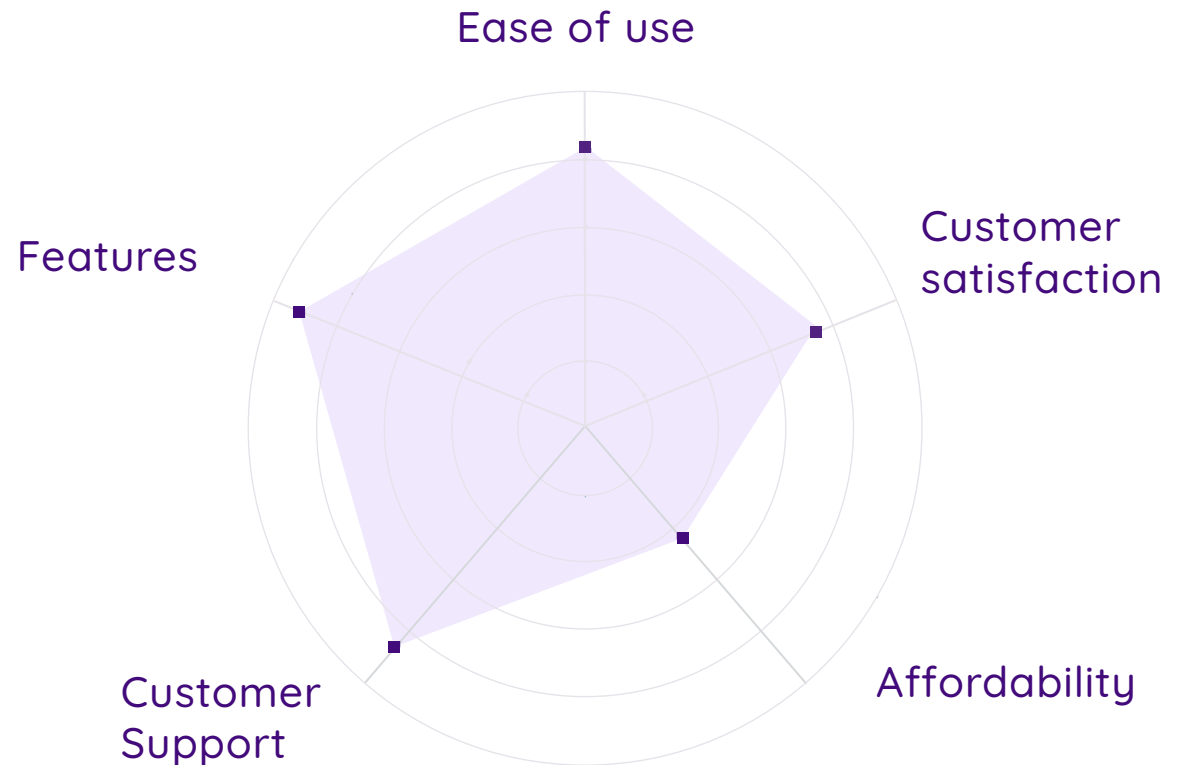 Ease of use
Customer
satisfaction
Features
Affordability
Customer
Support